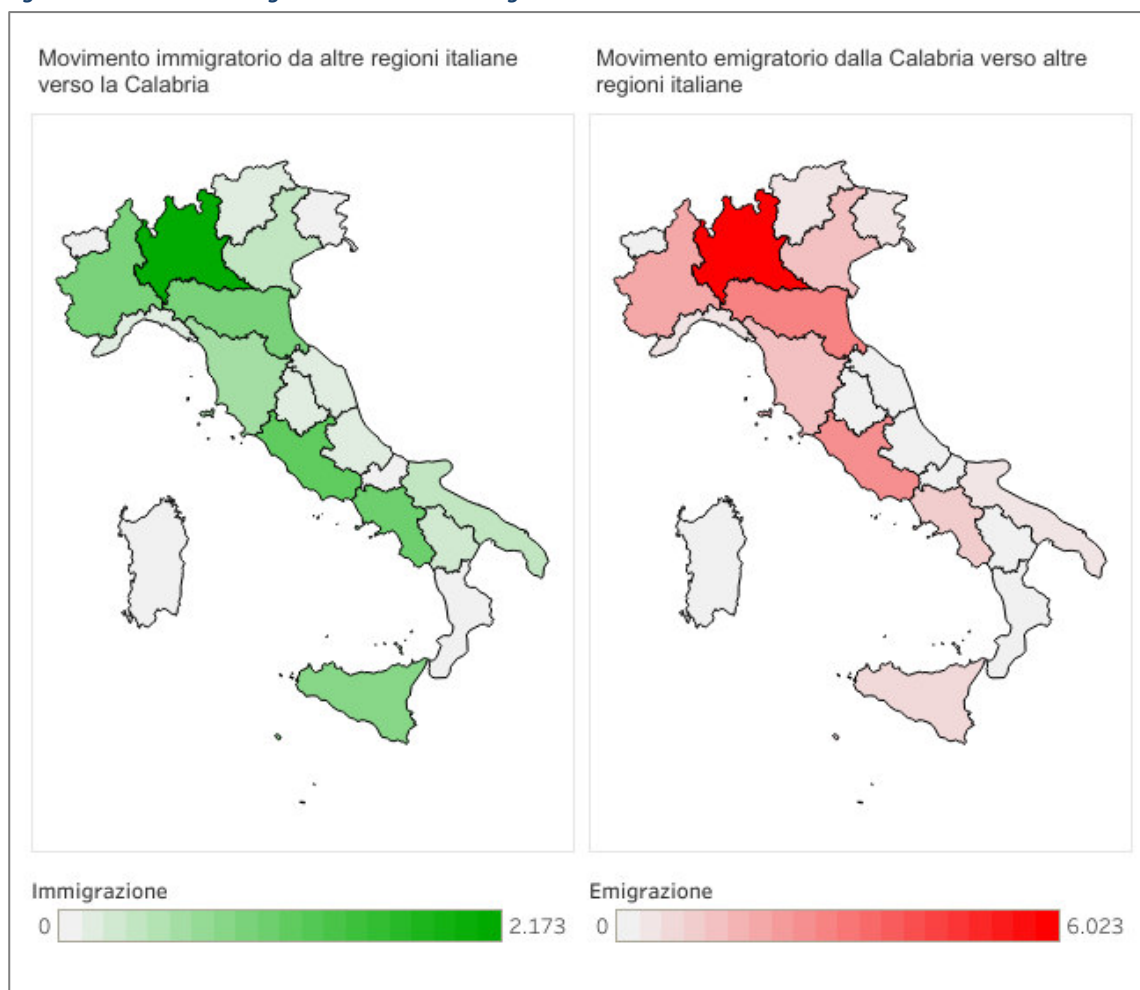 Movimento immigratorio da altre regioni italiane
verso la Calabria
Movimento emigratorio dalla Calabria verso altre
regioni italiane
Immigrazione
0 2.173
Emigrazione
0 6.023